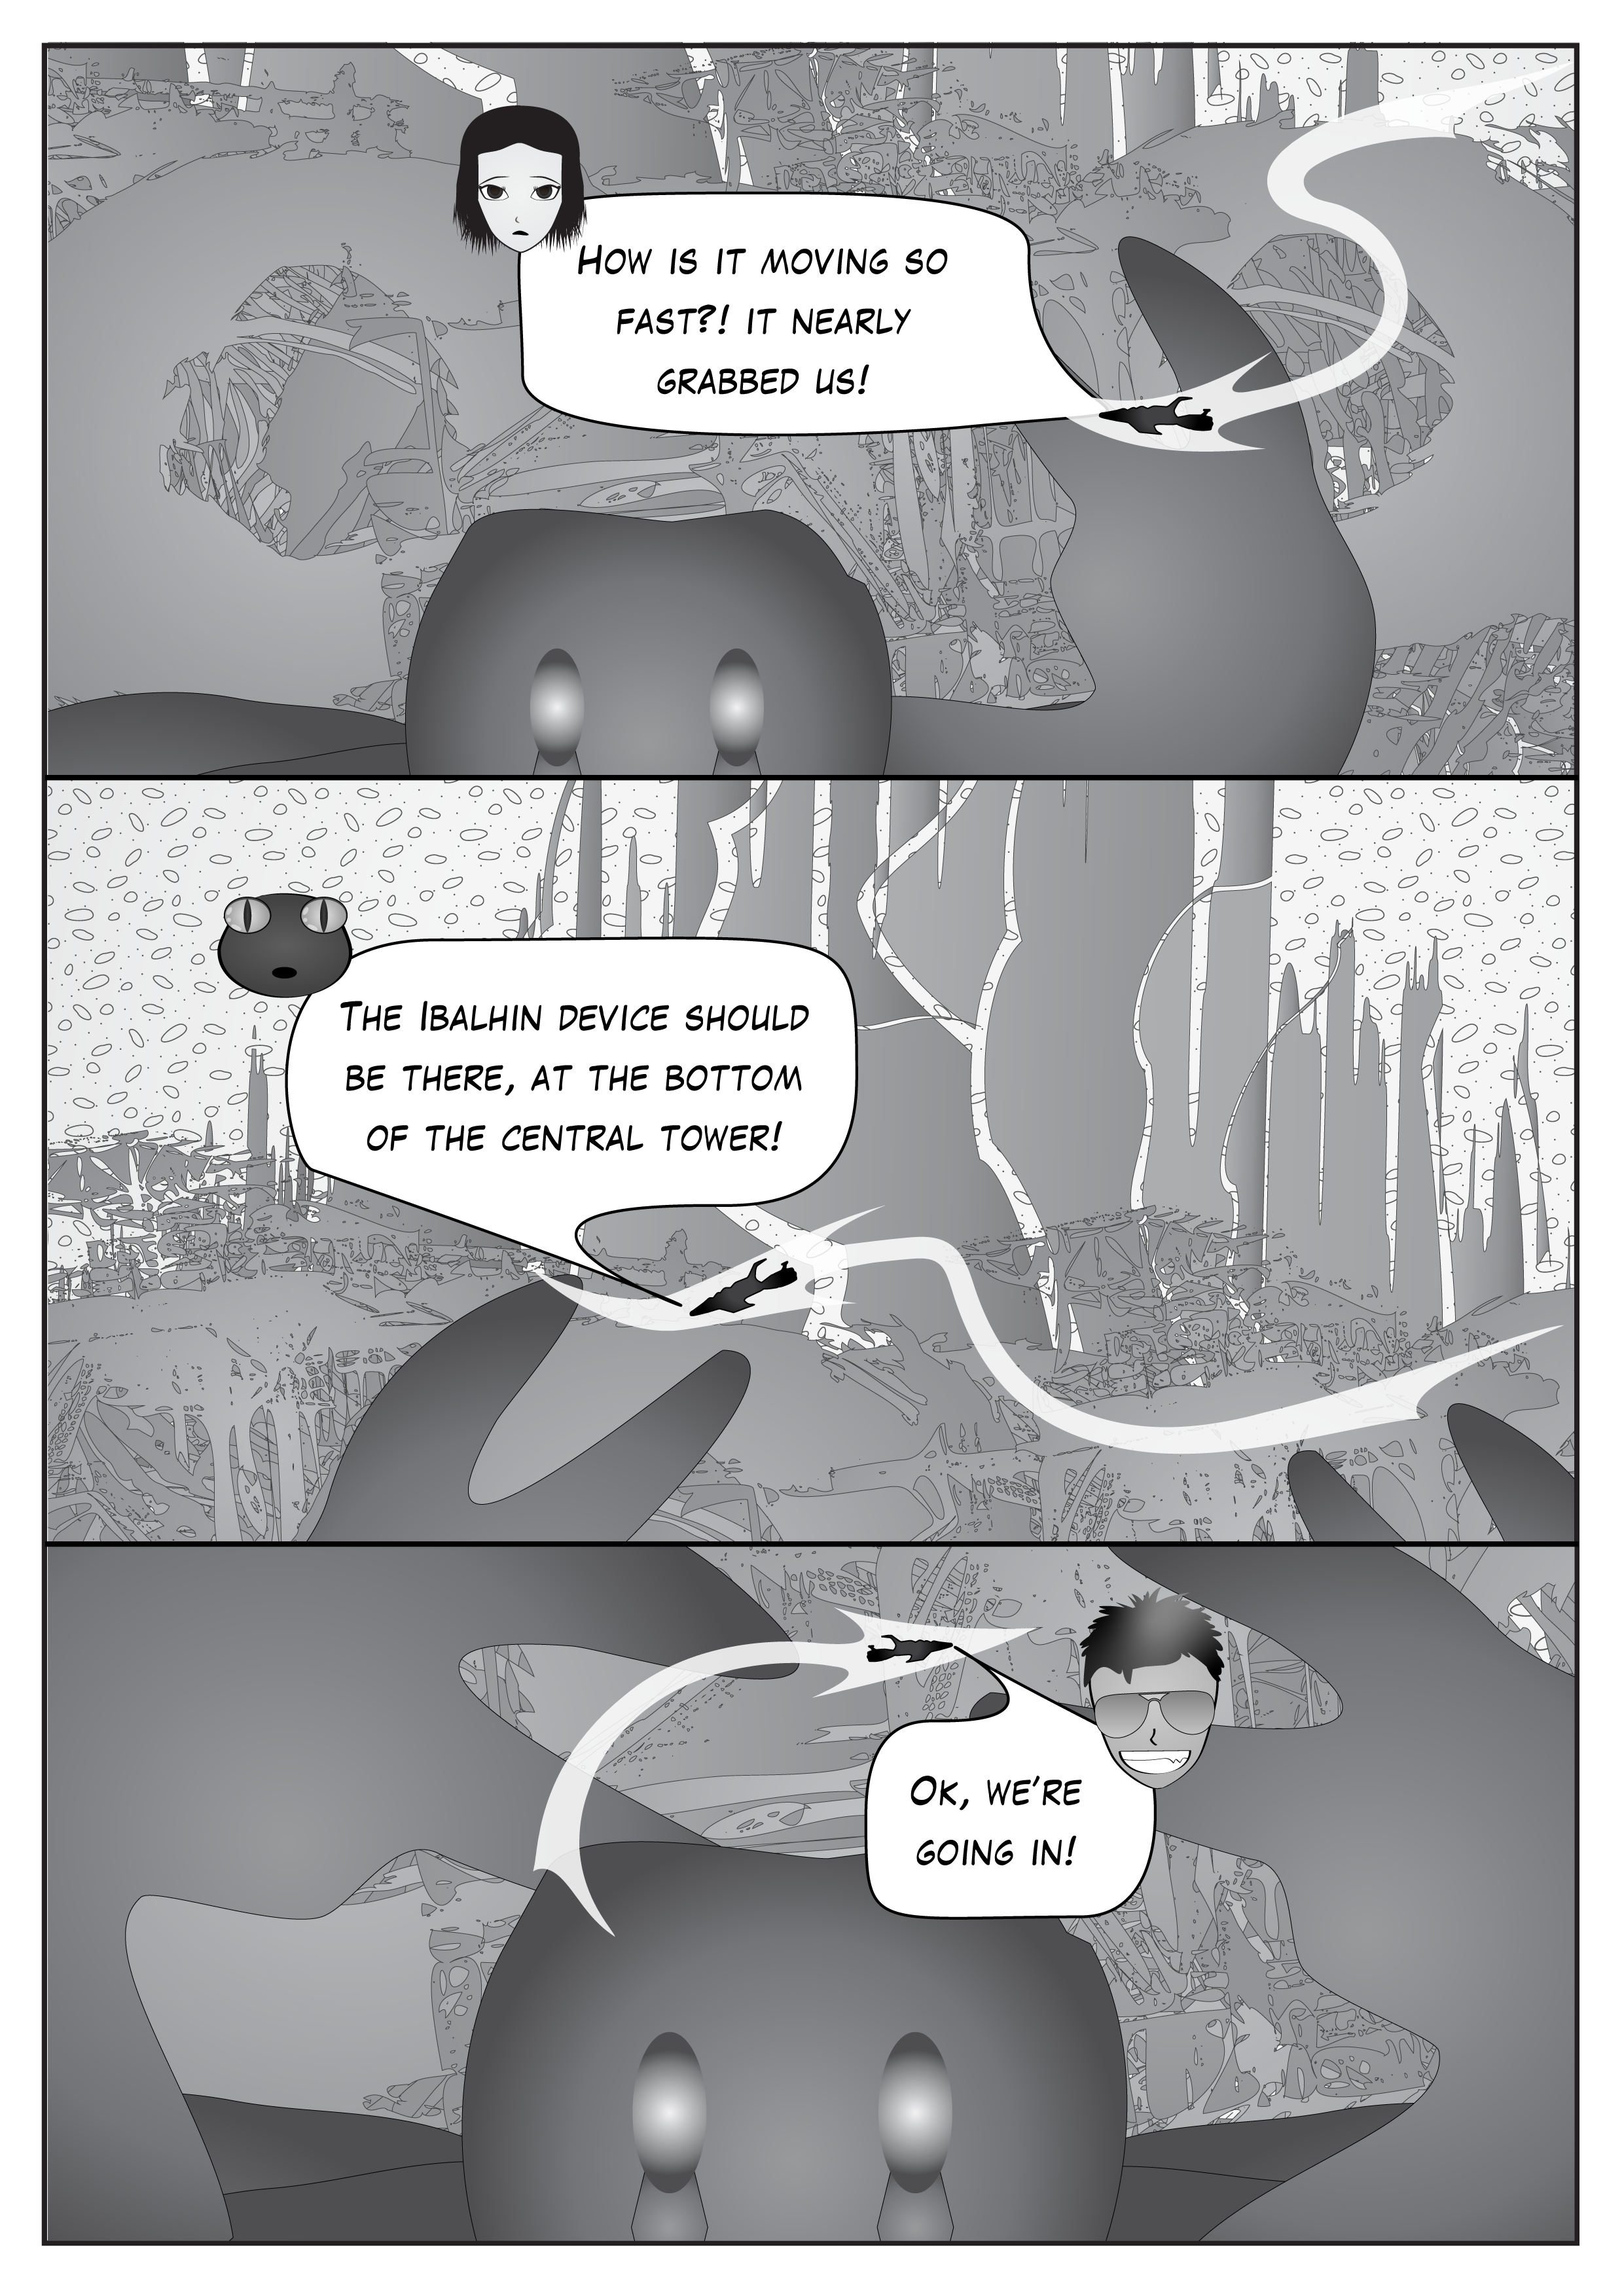 How is it moving so
fast?! it nearly
grabbed us!
The Ibalhin device should
be there, at the bottom
of the central tower!
Ok, we're
going in!